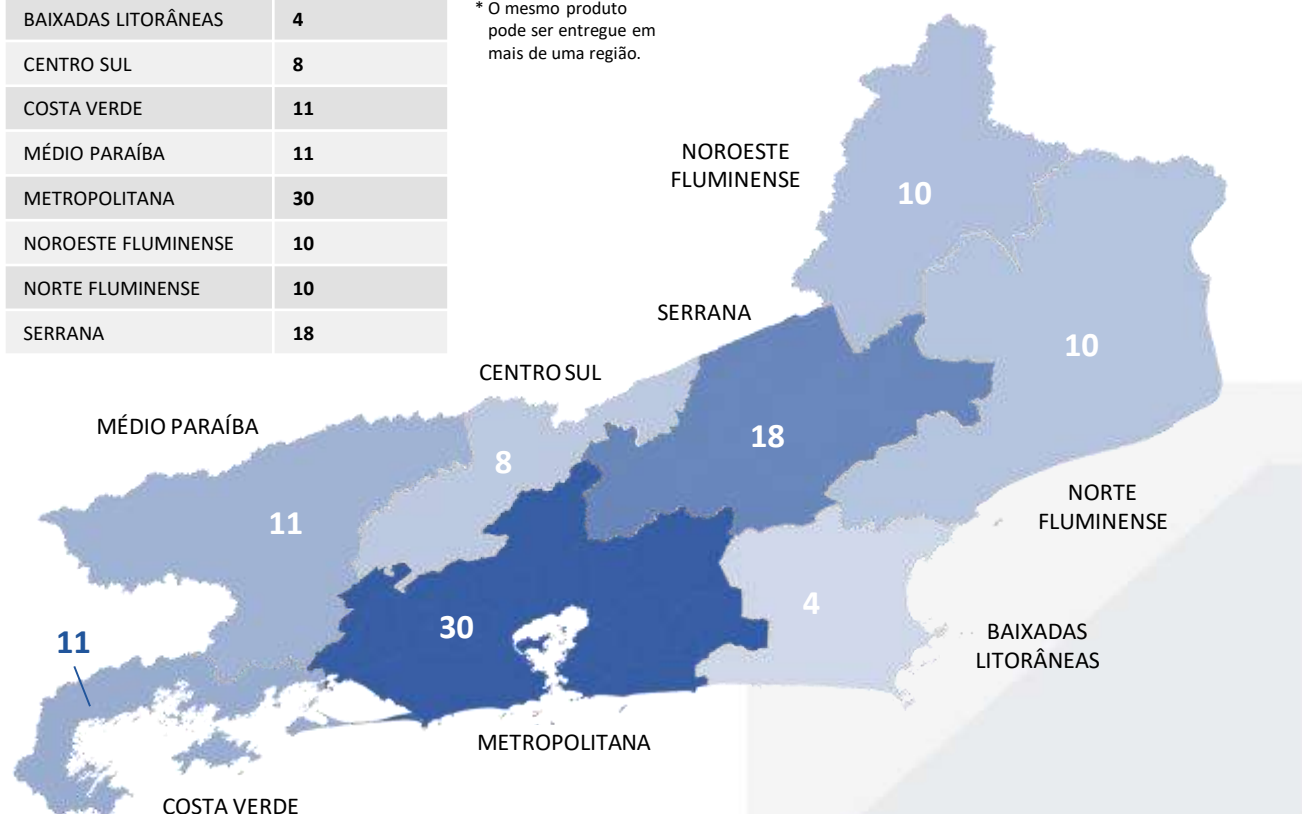 BAIXADAS LITORÂNEAS 4
CENTRO SUL 8
COSTA VERDE 11
MÉDIO PARAÍBA 11
METROPOLITANA 30
NOROESTE FLUMINENSE 10
NORTE FLUMINENSE 10
SERRANA 18
* O mesmo produto
pode ser entregue em
mais de uma região.
NOROESTE
FLUMINENSE
10
SERRANA
10
CENTRO SUL
MÉDIO PARAÍBA
18
8
NORTE
FLUMINENSE
11
4
30
11
BAIXADAS
LITORÂNEAS
METROPOLITANA
COSTA VERDE